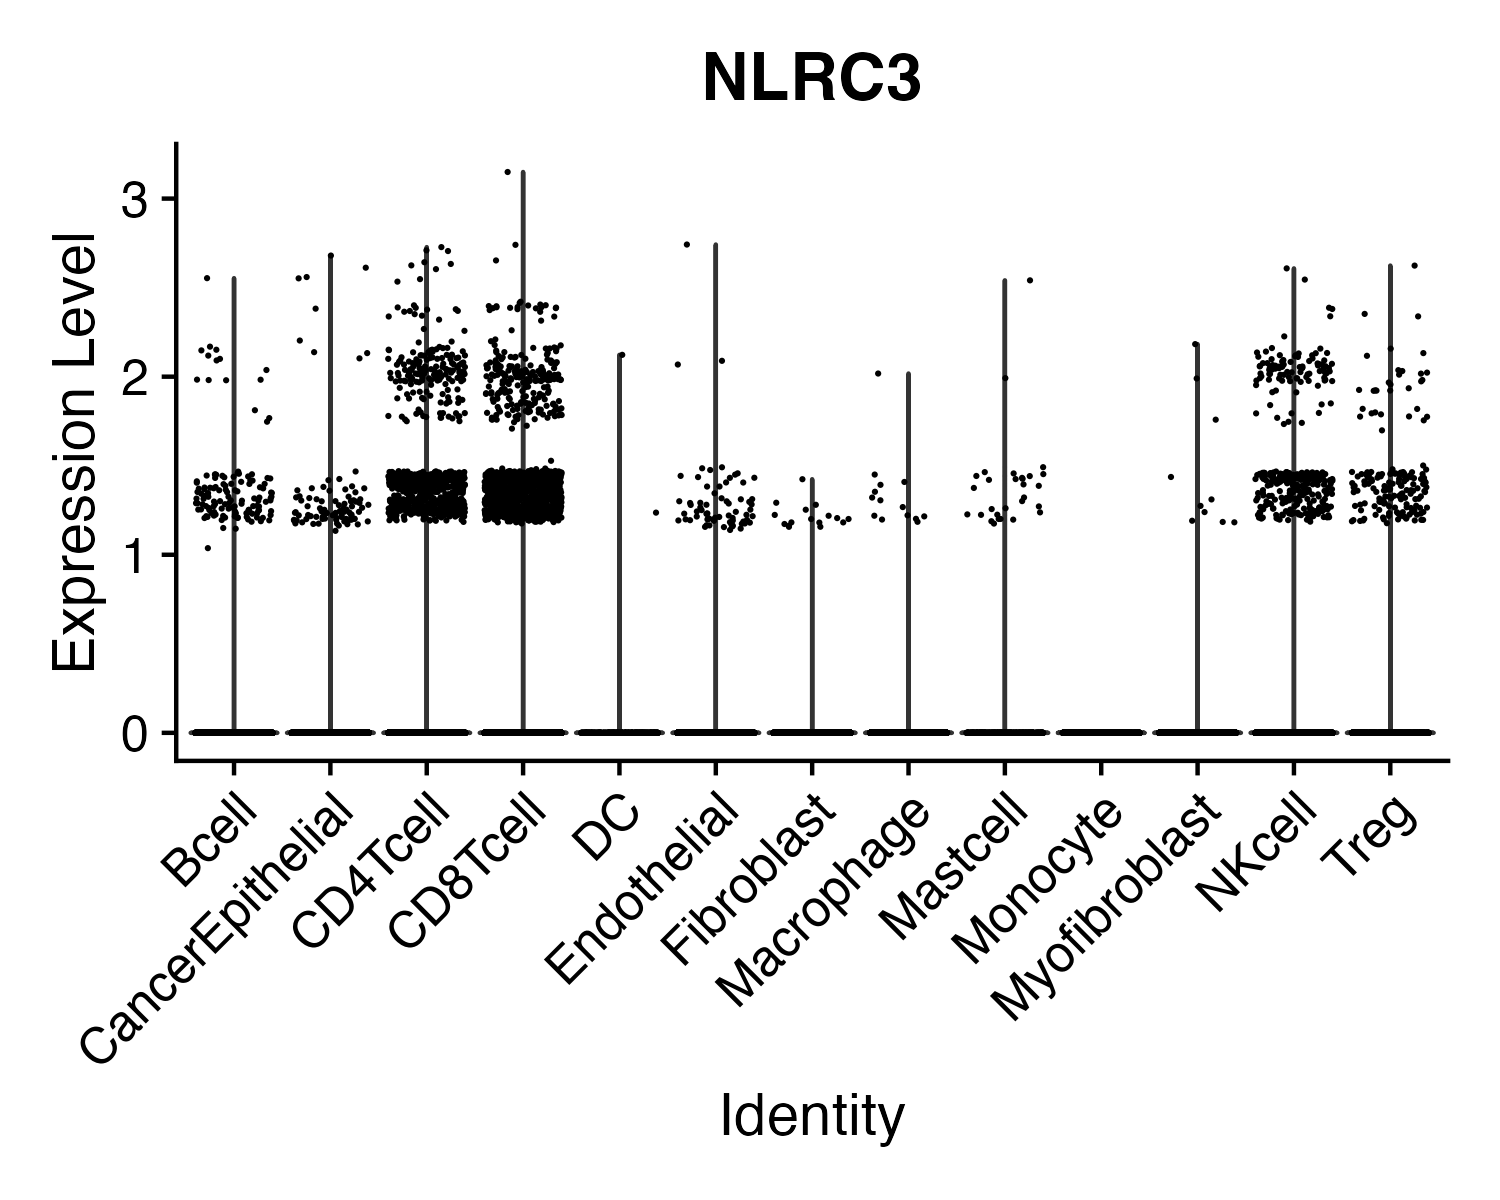 NLRC3
Expression Level
3
2
1
0
Bcell
CancerEpithelial
CD4Tcell
CD8Tcell
DC
Endothelial
Fibroblast
Macrophage
Mastcell
Monocyte
Myofibroblast
NKcell
Treg
Identity